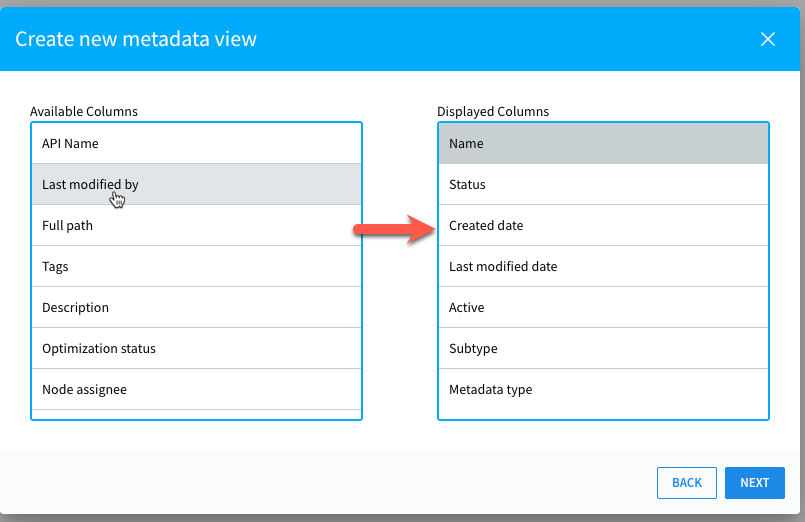 Create new metadata view
Available Columns
API Name
Last modified by
Full path
Tags
Description
Optimization status
Node assignee
Displayed Columns
Name
Status
Created date
Last modified date
Active
Subtype
Metadata type
BACK
NEXT